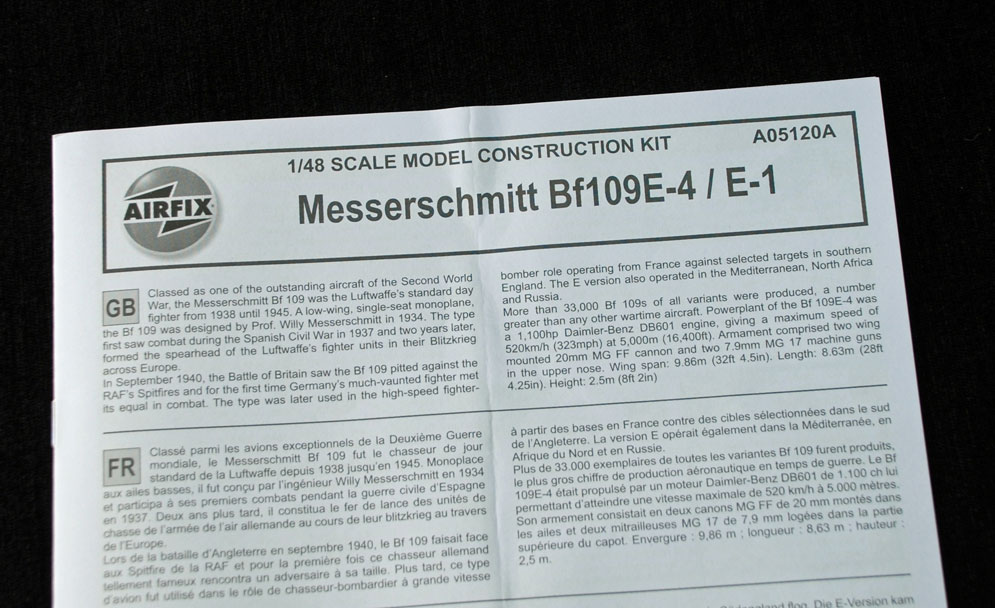 1/48 SCALE MODEL CONSTRUCTION KIT
A05120A
AIRFIX
Messerschmitt Bf109E-4 / E-1
GB
Classed as one of the outstanding aircraft of the Second World
War, the Messerschmitt Bf 109 was the Luftwaffe's standard day
fighter from 1938 until 1945. A low-wing, single-seat monoplane,
the Bf 109 was designed by Prof. Willy Messerschmitt in 1934. The type
first saw combat during the Spanish Civil War in 1937 and two years later,
formed the spearhead of the Luftwaffe's fighter units in their Blitzkrieg
across Europe.
In September 1940, the Battle of Britain saw the Bf 109 pitted against the
RAF's Spitfires and for the first time Germany's much-vaunted fighter met
its equal in combat. The type was later used in the high-speed fighter-
bomber role operating from France against selected targets in southern
England. The E version also operated in the Mediterranean, North Africa
and Russia.
More than 33,000 Bf 109s of all variants were produced, a number
greater than any other wartime aircraft. Powerplant of the Bf 109E-4 was
a 1,100hp Daimler-Benz DB601 engine, giving a maximum speed of
520km/h (323mph) at 5,000m (16,400ft). Armament comprised two wing
mounted 20mm MG FF cannon and two 7.9mm MG 17 machine guns
in the upper nose. Wing span: 9.86m (32ft 4.5in). Length: 8.63m (28ft
4.25in). Height: 2.5m (8ft 2in)
FR
Classé parmi les avions exceptionnels de la Deuxième Guerre
mondiale, le Messerschmitt Bf 109 fut le chasseur de jour
standard de la Luftwaffe depuis 1938 jusqu'en 1945. Monoplace
aux ailes basses, il fut conçu par l'ingénieur Willy Messerschmitt en 1934
et participa à ses premiers combats pendant la guerre civile d'Espagne
en 1937. Deux ans plus tard, il constitua le fer de lance des unités de
chasse de l'armée de l'air allemande au cours de leur blitzkrieg au travers
de l'Europe.
Lors de la bataille d'Angleterre en septembre 1940, le Bf 109 faisait face
aux Spitfire de la RAF et pour la première fois ce chasseur allemand
tellement fameux rencontra un adversaire à sa taille. Plus tard, ce type
d'avion fut utilisé dans le rôle de chasseur-bombardier à grande vitesse
à partir des bases en France contre des cibles sélectionnées dans le sud
de l'Angleterre. La version E opérait également dans la Méditerranée, en
Afrique du Nord et en Russie.
Plus de 33.000 exemplaires de toutes les variantes Bf 109 furent produits,
le plus gros chiffre de production aéronautique en temps de guerre. Le Bf
109E-4 était propulsé par un moteur Daimler-Benz DB601 de 1.100 ch lui
permettant d'atteindre une vitesse maximale de 520 km/h à 5.000 mètres.
Son armement consistait en deux canons MG FF de 20 mm montés dans
les ailes et deux mitrailleuses MG 17 de 7,9 mm logées dans la partie
supérieure du capot. Envergure : 9,86 m ; longueur : 8,63 m ; hauteur :
2,5 m.
flog. Die E-Version kam